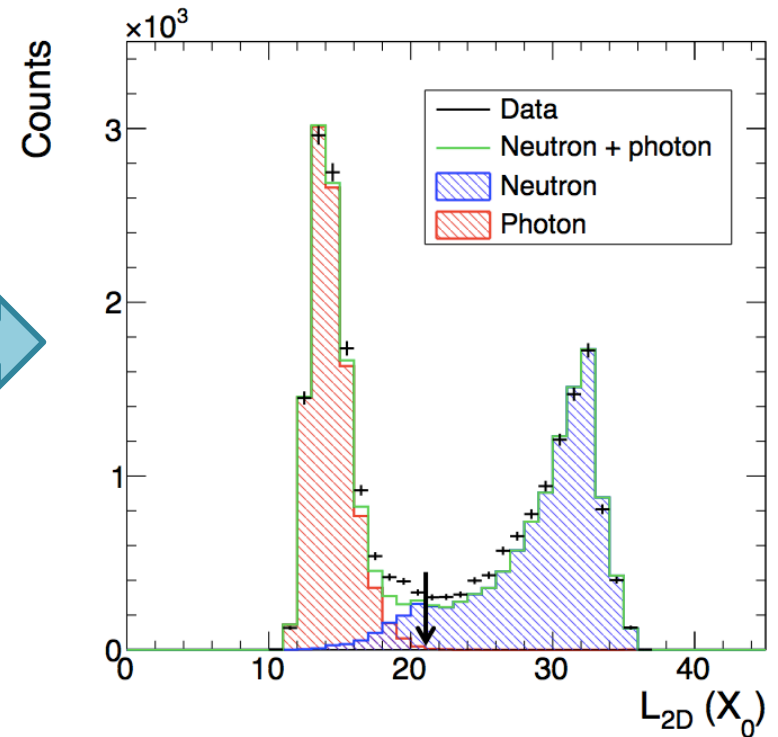 ×10³
Counts
Data
Neutron + photon
Neutron
Photon
3
2
1
0
0 10 20 30 40
L₂D (X₀)